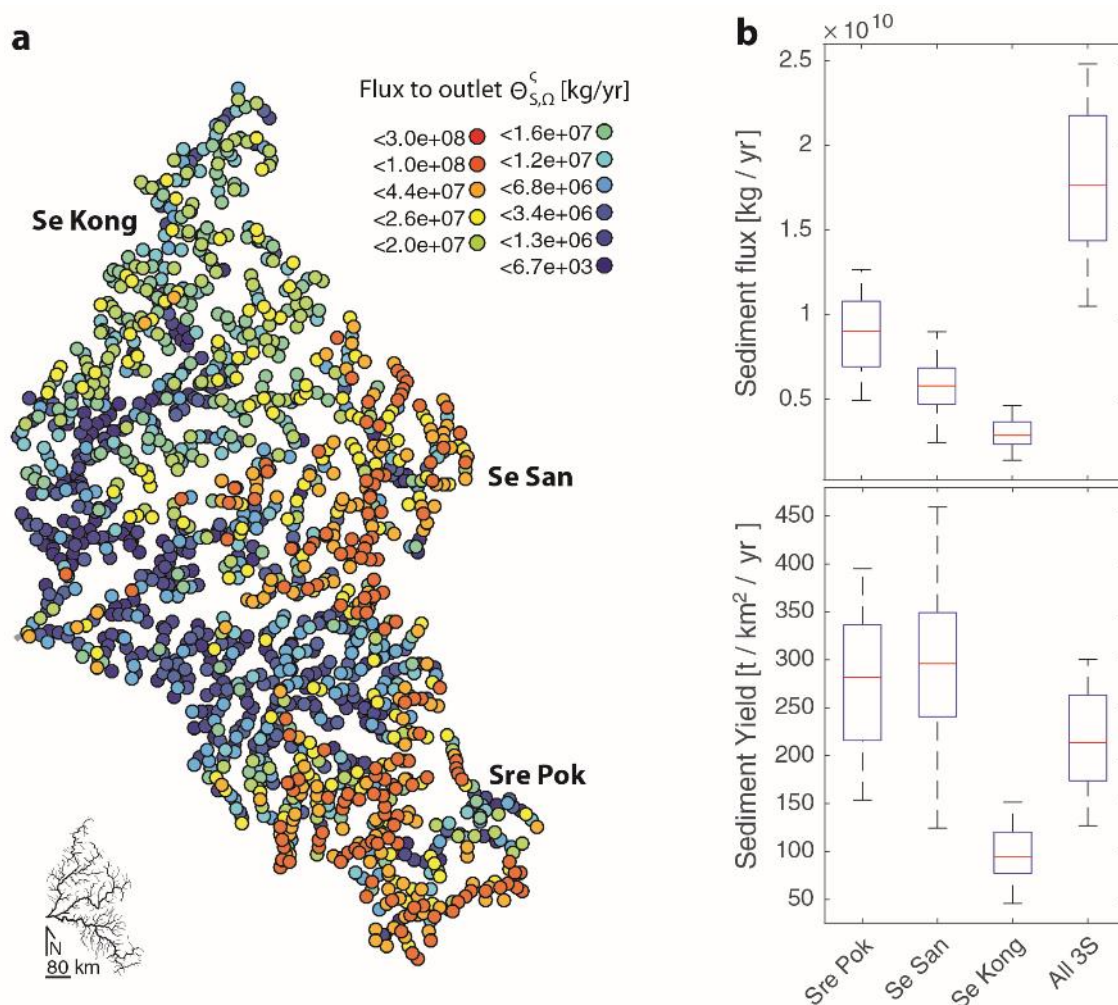 a
Flux to outlet Θ^ς_S,Ω [kg/yr]
<3.0e+08
<1.0e+08
<4.4e+07
<2.6e+07
<2.0e+07
<1.6e+07
<1.2e+07
<6.8e+06
<3.4e+06
<1.3e+06
<6.7e+03
Se Kong
Se San
Sre Pok
N
80 km
b
× 10^10
2.5
1.5
1
0.5
Sediment flux [kg / yr]
450
400
350
300
250
200
150
100
50
Sediment Yield [t / km² / yr ]
Sre Pok
Se San
Se Kong
All 3S